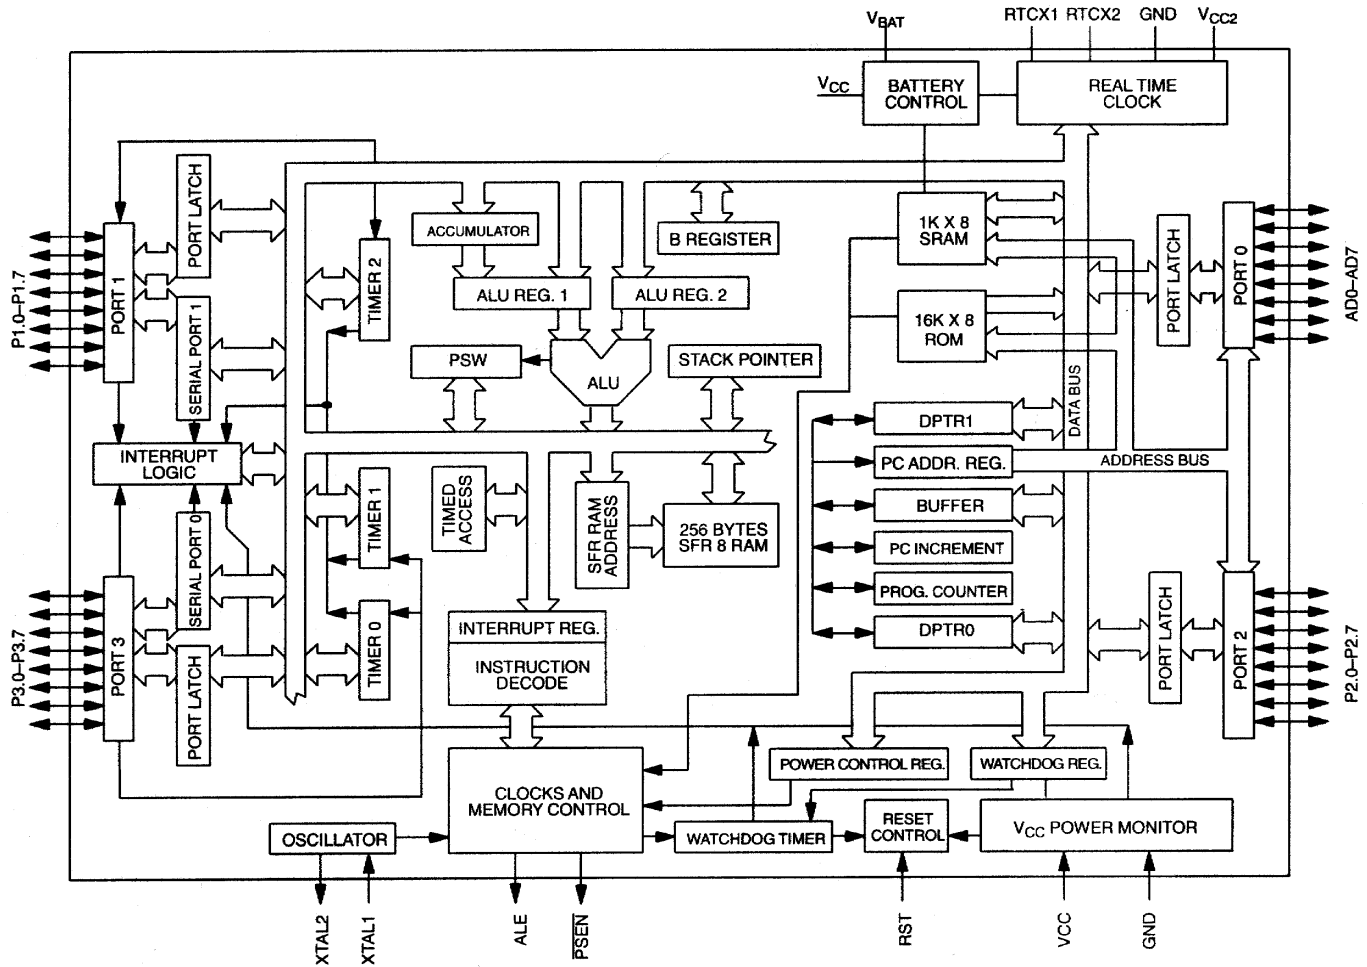 VBAT
RTCX1 RTCX2 GND VCC2
VCC
BATTERY
CONTROL
REAL TIME
CLOCK
PORT LATCH
PORT 1
P1.0–P1.7
SERIAL PORT 1
TIMER 2
ACCUMULATOR
B REGISTER
ALU REG. 1
ALU REG. 2
PSW
ALU
STACK POINTER
1K X 8
SRAM
16K X 8
ROM
PORT LATCH
PORT 0
AD0–AD7
DATA BUS
ADDRESS BUS
INTERRUPT
LOGIC
TIMER 1
TIMED
ACCESS
SFR RAM
ADDRESS
256 BYTES
SFR 8 RAM
DPTR1
PC ADDR. REG.
BUFFER
PC INCREMENT
PROG. COUNTER
DPTR0
SERIAL PORT 0
PORT 3
P3.0–P3.7
PORT LATCH
TIMER 0
INTERRUPT REG.
INSTRUCTION
DECODE
PORT LATCH
PORT 2
P2.0–P2.7
CLOCKS AND
MEMORY CONTROL
POWER CONTROL REG.
WATCHDOG REG.
OSCILLATOR
WATCHDOG TIMER
RESET
CONTROL
VCC POWER MONITOR
XTAL2
XTAL1
ALE
PSEN
RST
VCC
GND